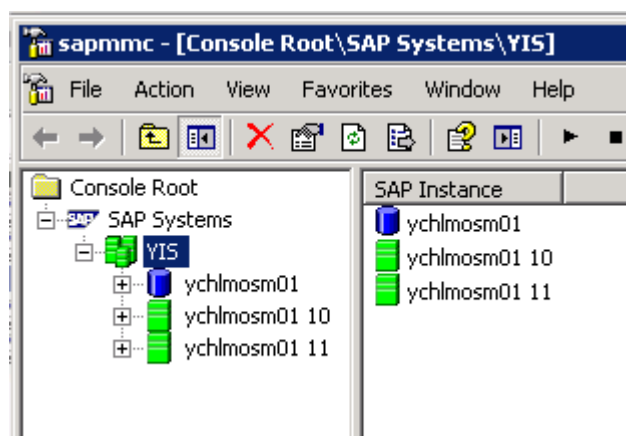 sapmmc - [Console Root\SAP Systems\YIS]
File Action View Favorites Window Help
Console Root
SAP SAP Systems
YIS
ychlmosm01
ychlmosm01 10
ychlmosm01 11
SAP Instance
ychlmosm01
ychlmosm01 10
ychlmosm01 11